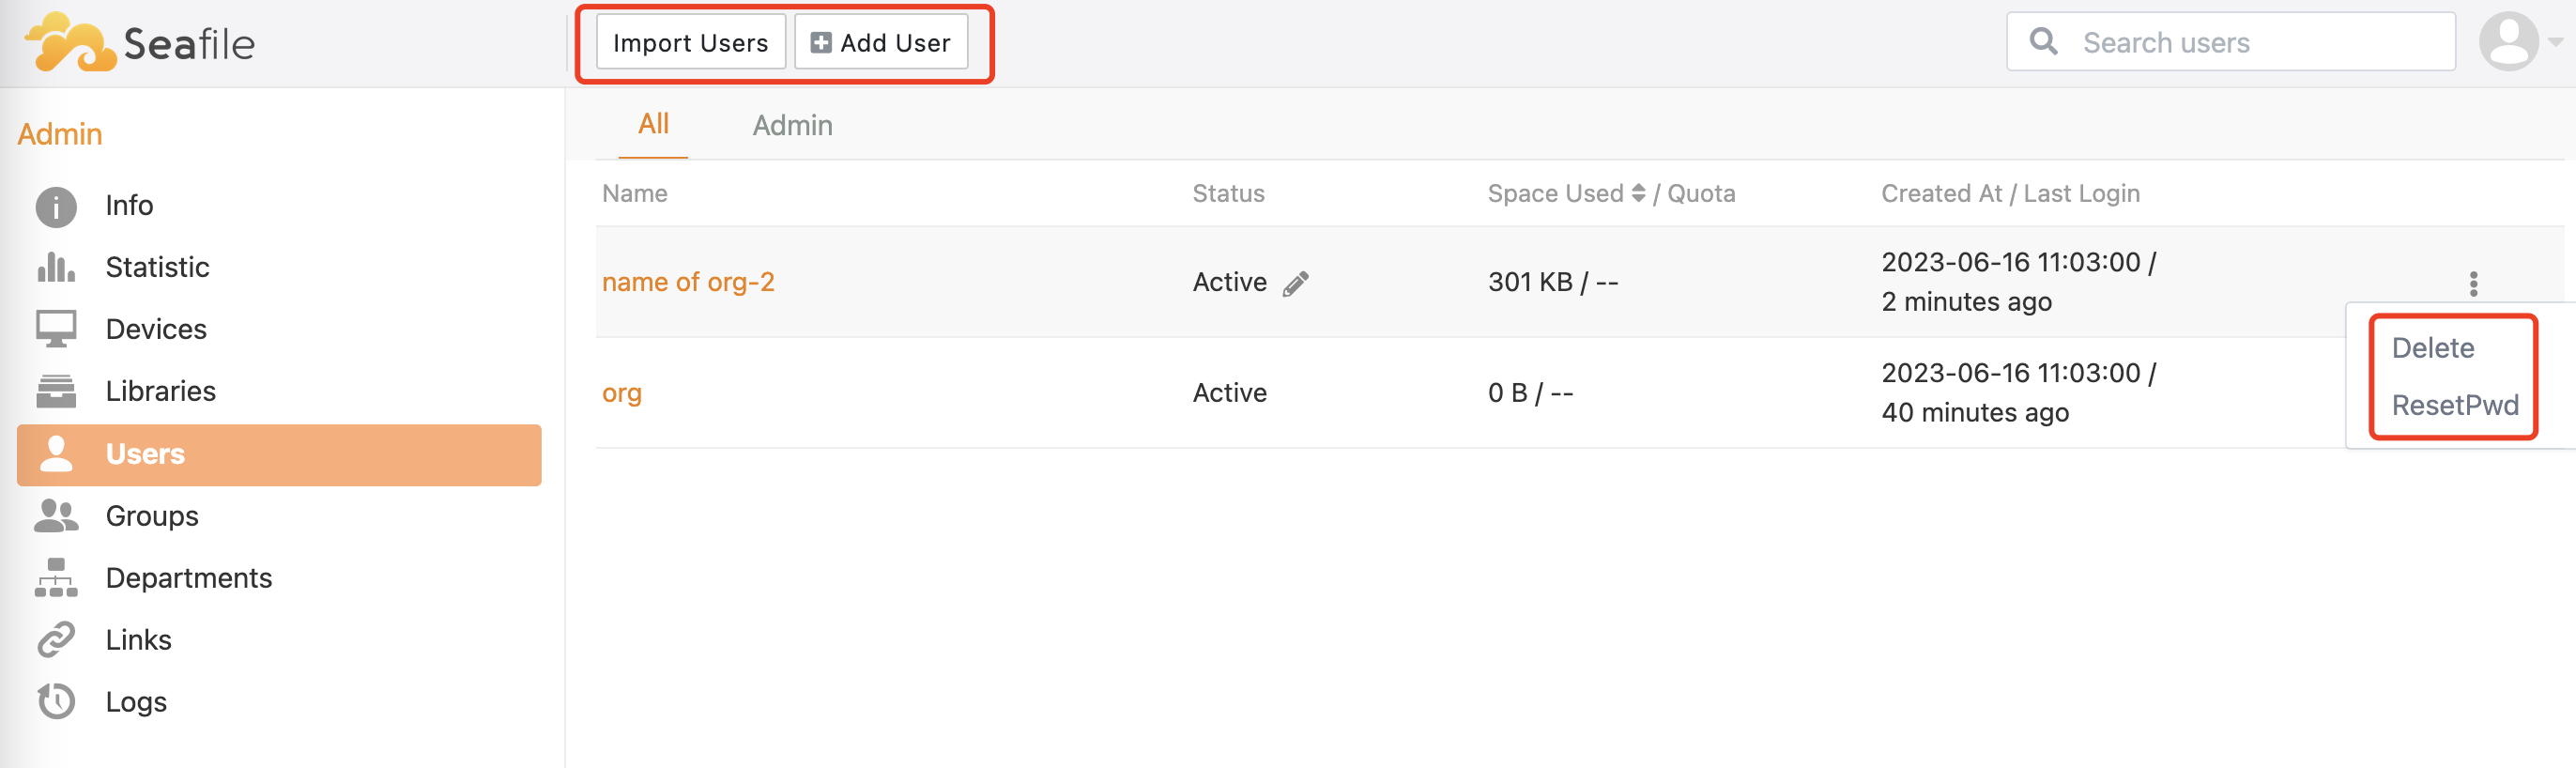 Seafile
Import Users
Add User
Search users
Admin
Info
Statistic
Devices
Libraries
Users
Groups
Departments
Links
Logs
All Admin
Name Status Space Used / Quota Created At / Last Login
name of org-2 Active 301 KB / -- 2023-06-16 11:03:00 /
2 minutes ago
Delete
ResetPwd
org Active 0 B / -- 2023-06-16 11:03:00 /
40 minutes ago